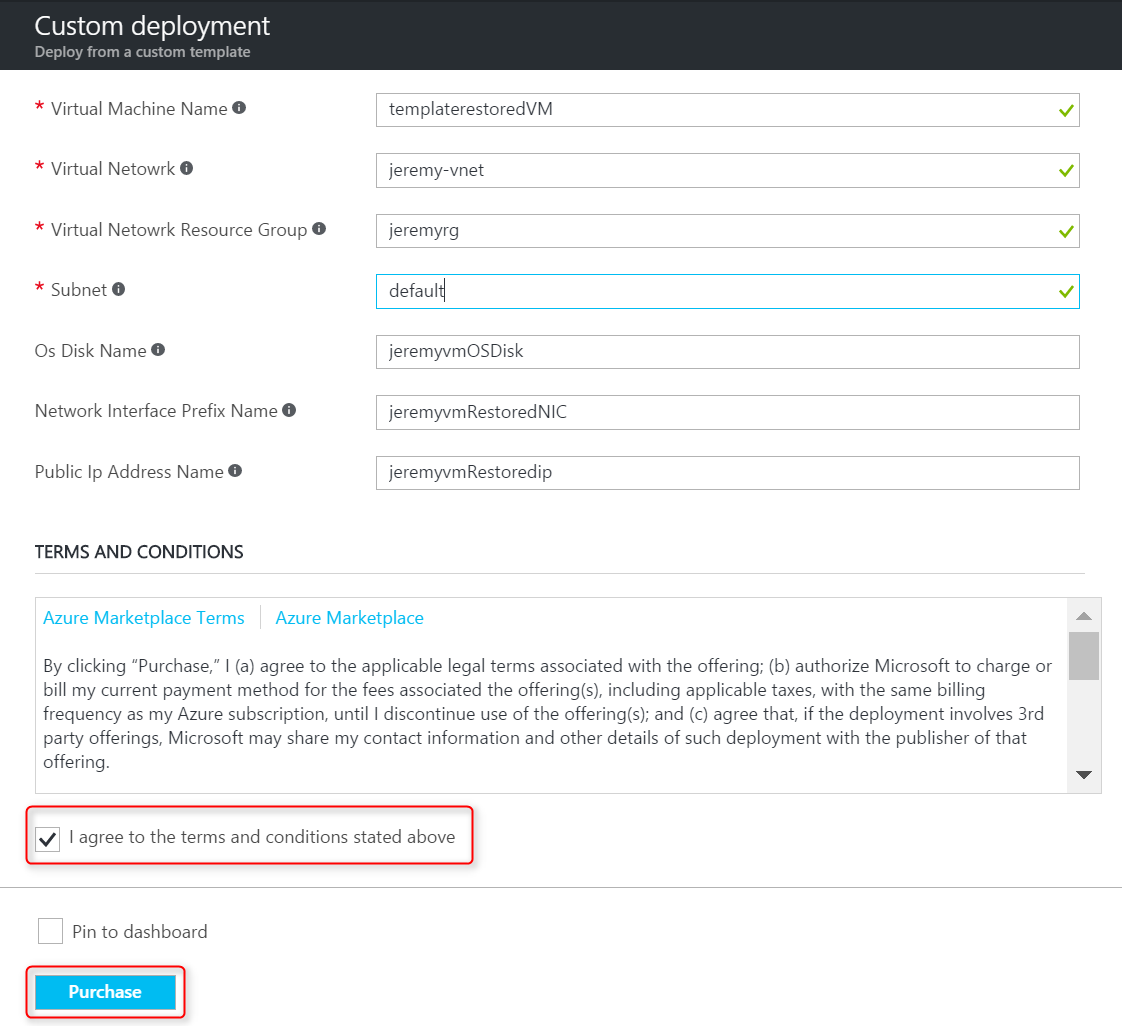 Custom deployment
Deploy from a custom template
* Virtual Machine Name
templaterestoredVM
* Virtual Netowrk
jeremy-vnet
* Virtual Netowrk Resource Group
jeremyrg
* Subnet
default
Os Disk Name
jeremyvmOSDisk
Network Interface Prefix Name
jeremyvmRestoredNIC
Public Ip Address Name
jeremyvmRestoredip
TERMS AND CONDITIONS
Azure Marketplace Terms
Azure Marketplace
By clicking “Purchase,” I (a) agree to the applicable legal terms associated with the offering; (b) authorize Microsoft to charge or
bill my current payment method for the fees associated the offering(s), including applicable taxes, with the same billing
frequency as my Azure subscription, until I discontinue use of the offering(s); and (c) agree that, if the deployment involves 3rd
party offerings, Microsoft may share my contact information and other details of such deployment with the publisher of that
offering.
I agree to the terms and conditions stated above
Pin to dashboard
Purchase